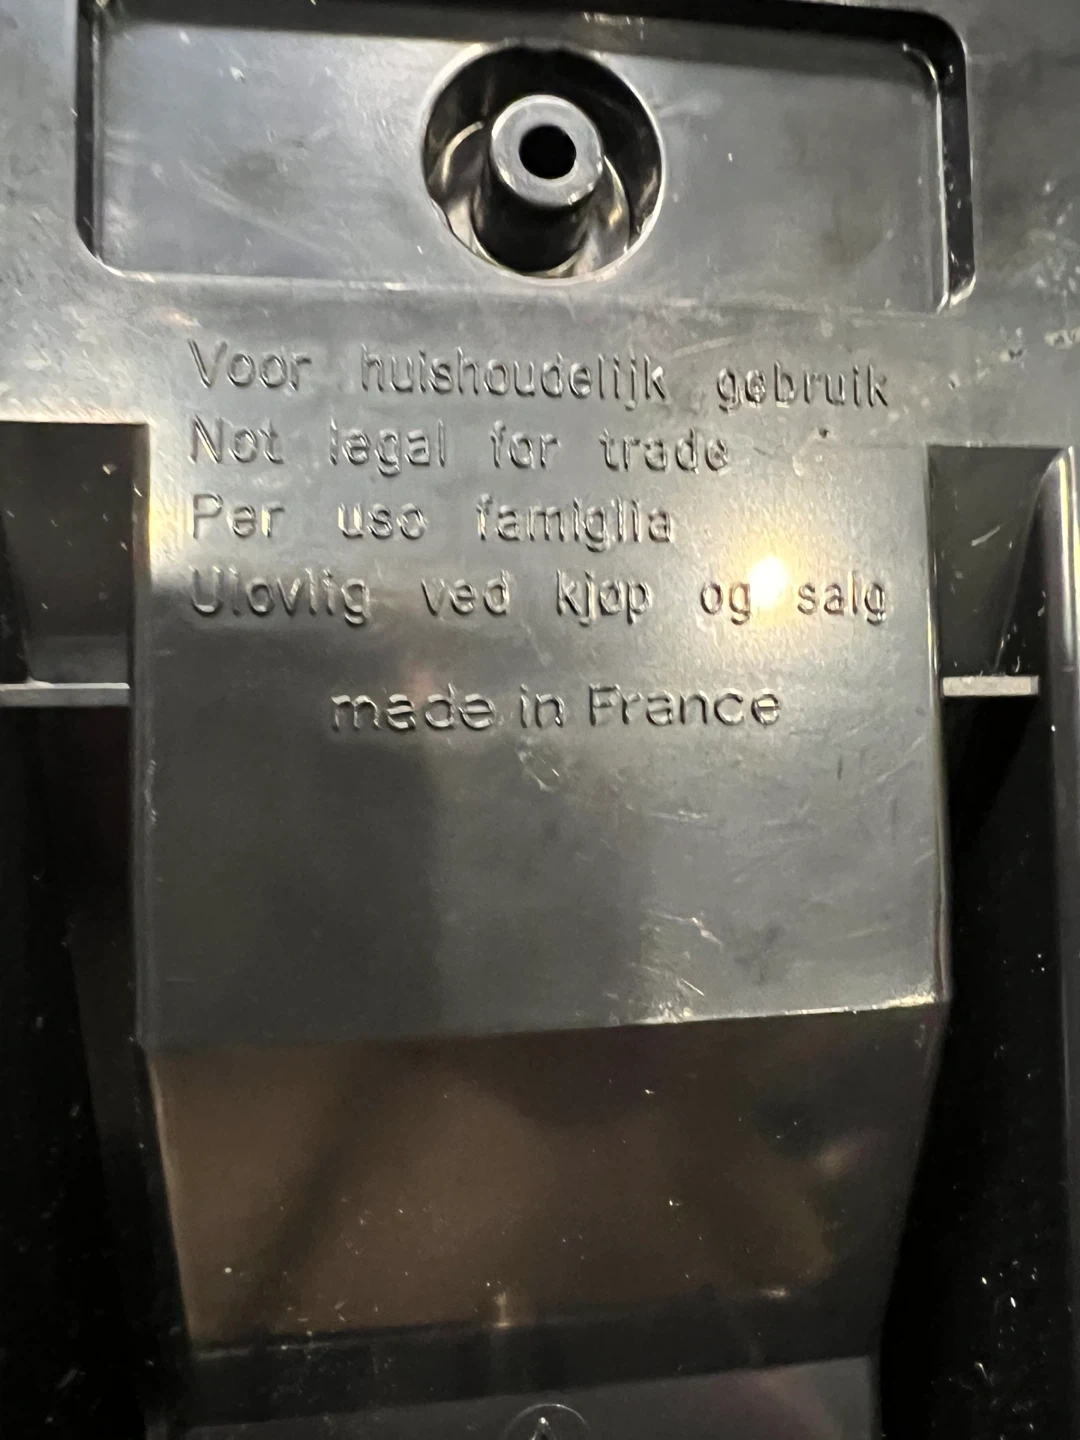 Voor huishoudelijk gebruik
Not legal for trade
Per uso famiglia
Ulovlig ved kjøp og salg
made in France